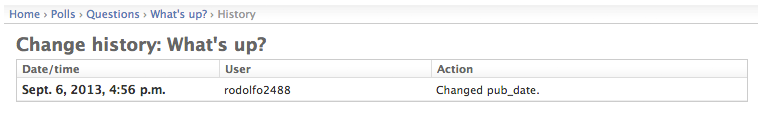 Home › Polls › Questions › What's up? › History
Change history: What's up?
Date/time User Action
Sept. 6, 2013, 4:56 p.m. rodolfo2488 Changed pub_date.